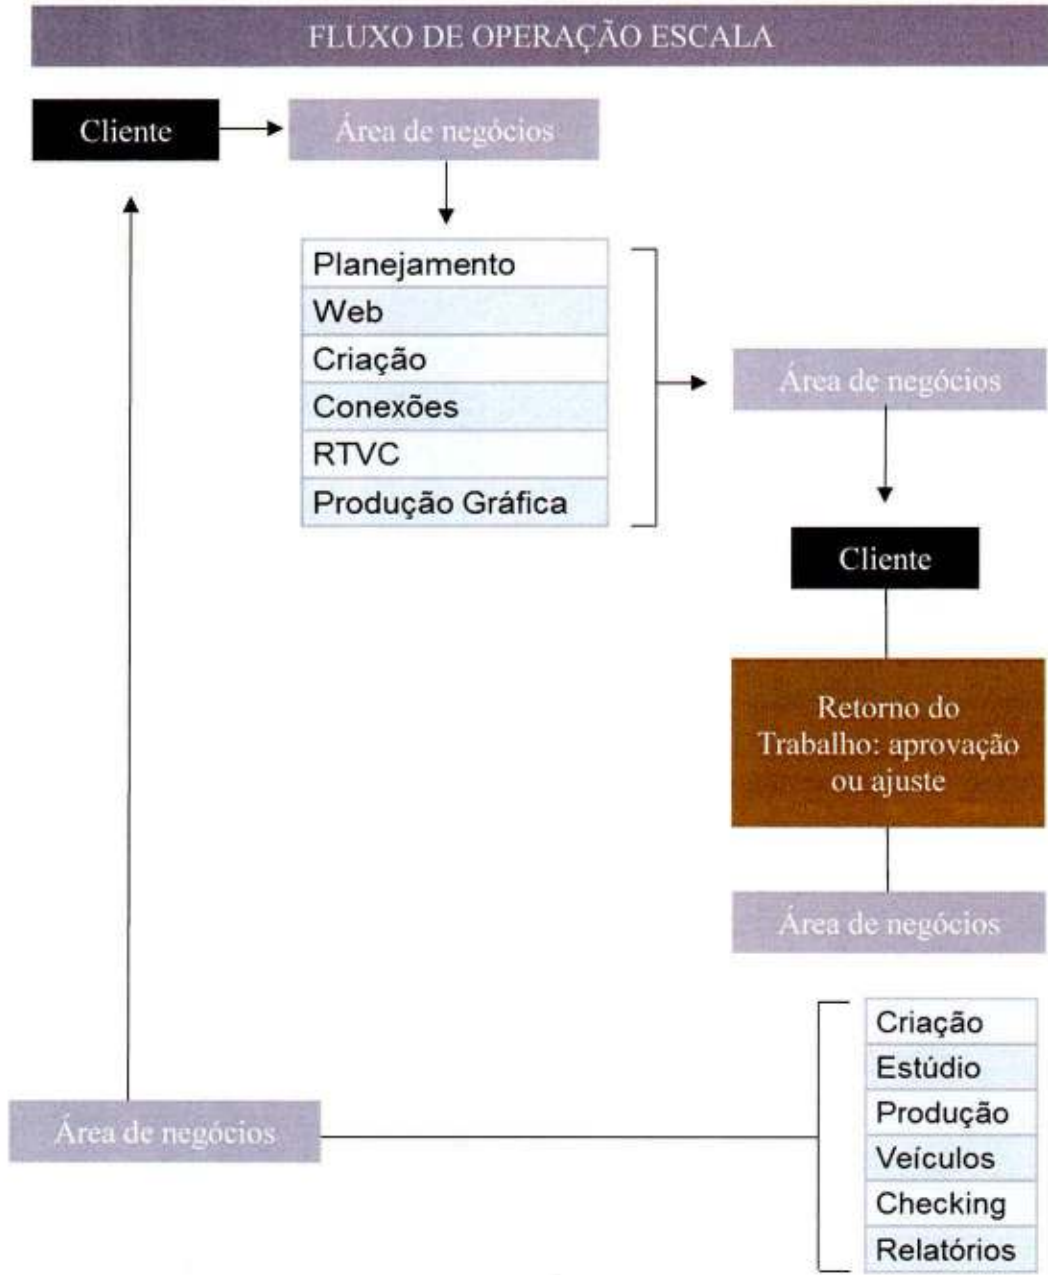 FLUXO DE OPERAÇÃO ESCALA
Cliente
Área de negócios
Planejamento
Web
Criação
Conexões
RTVC
Produção Gráfica
Área de negócios
Cliente
Retorno do
Trabalho: aprovação
ou ajuste
Área de negócios
Criação
Estúdio
Produção
Veículos
Checking
Relatórios
Área de negócios